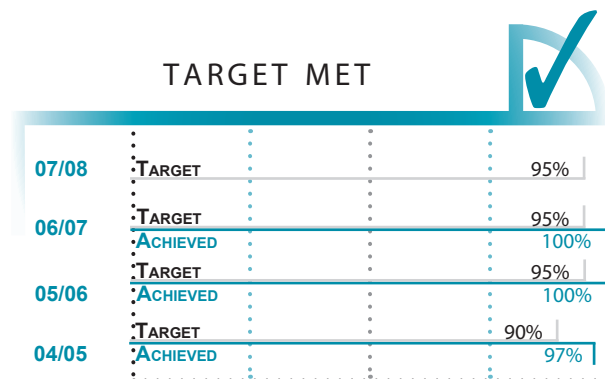 TARGET MET
07/08 TARGET 95%
06/07 TARGET 95%
ACHIEVED 100%
05/06 TARGET 95%
ACHIEVED 100%
04/05 TARGET 90%
ACHIEVED 97%